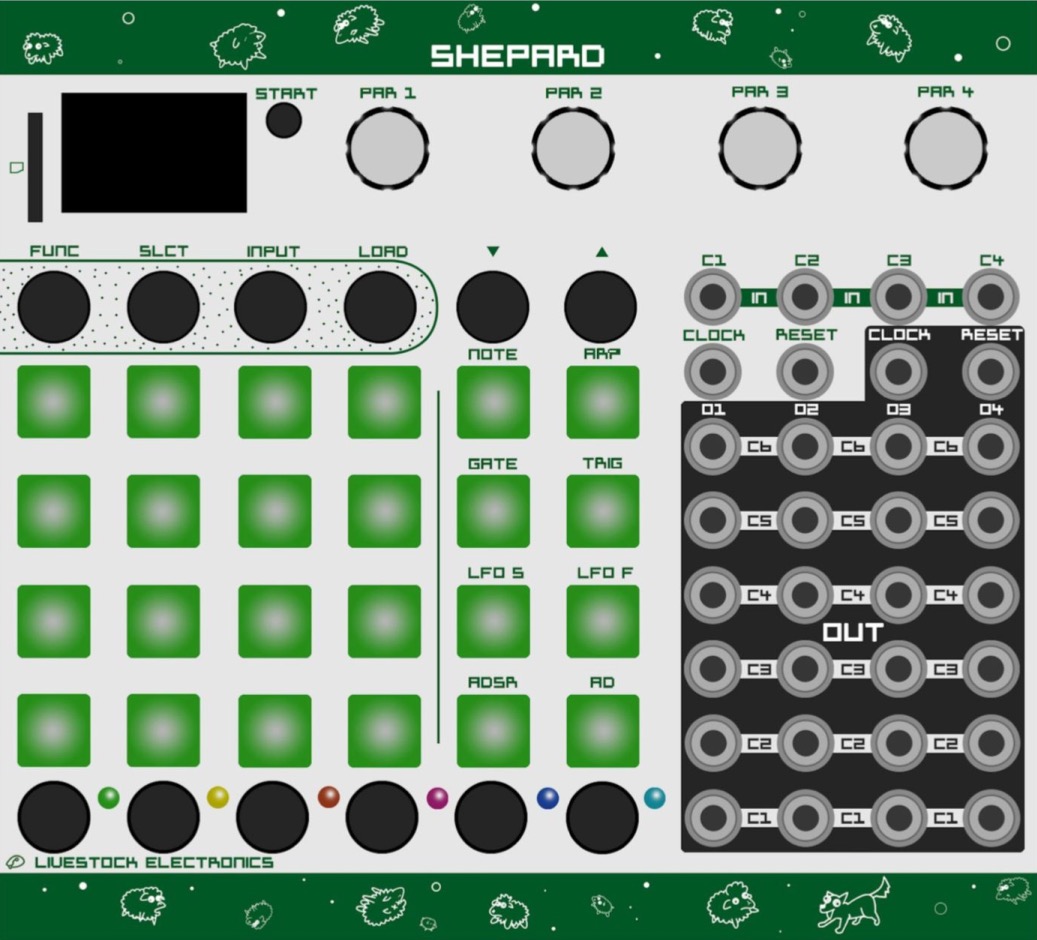 SHEPARD
START PAR 1 PAR 2 PAR 3 PAR 4
FUNC SLCT INPUT LOAD ▼ ▲
C1 C2 C3 C4
IN IN IN
CLOCK RESET CLOCK RESET
NOTE ARP
O1 O2 O3 O4
C6 C6 C6
GATE TRIG
C5 C5 C5
LFO S LFO F
C4 C4 C4
OUT
C3 C3 C3
ADSR AD
C2 C2 C2
C1 C1 C1
LIVESTOCK ELECTRONICS